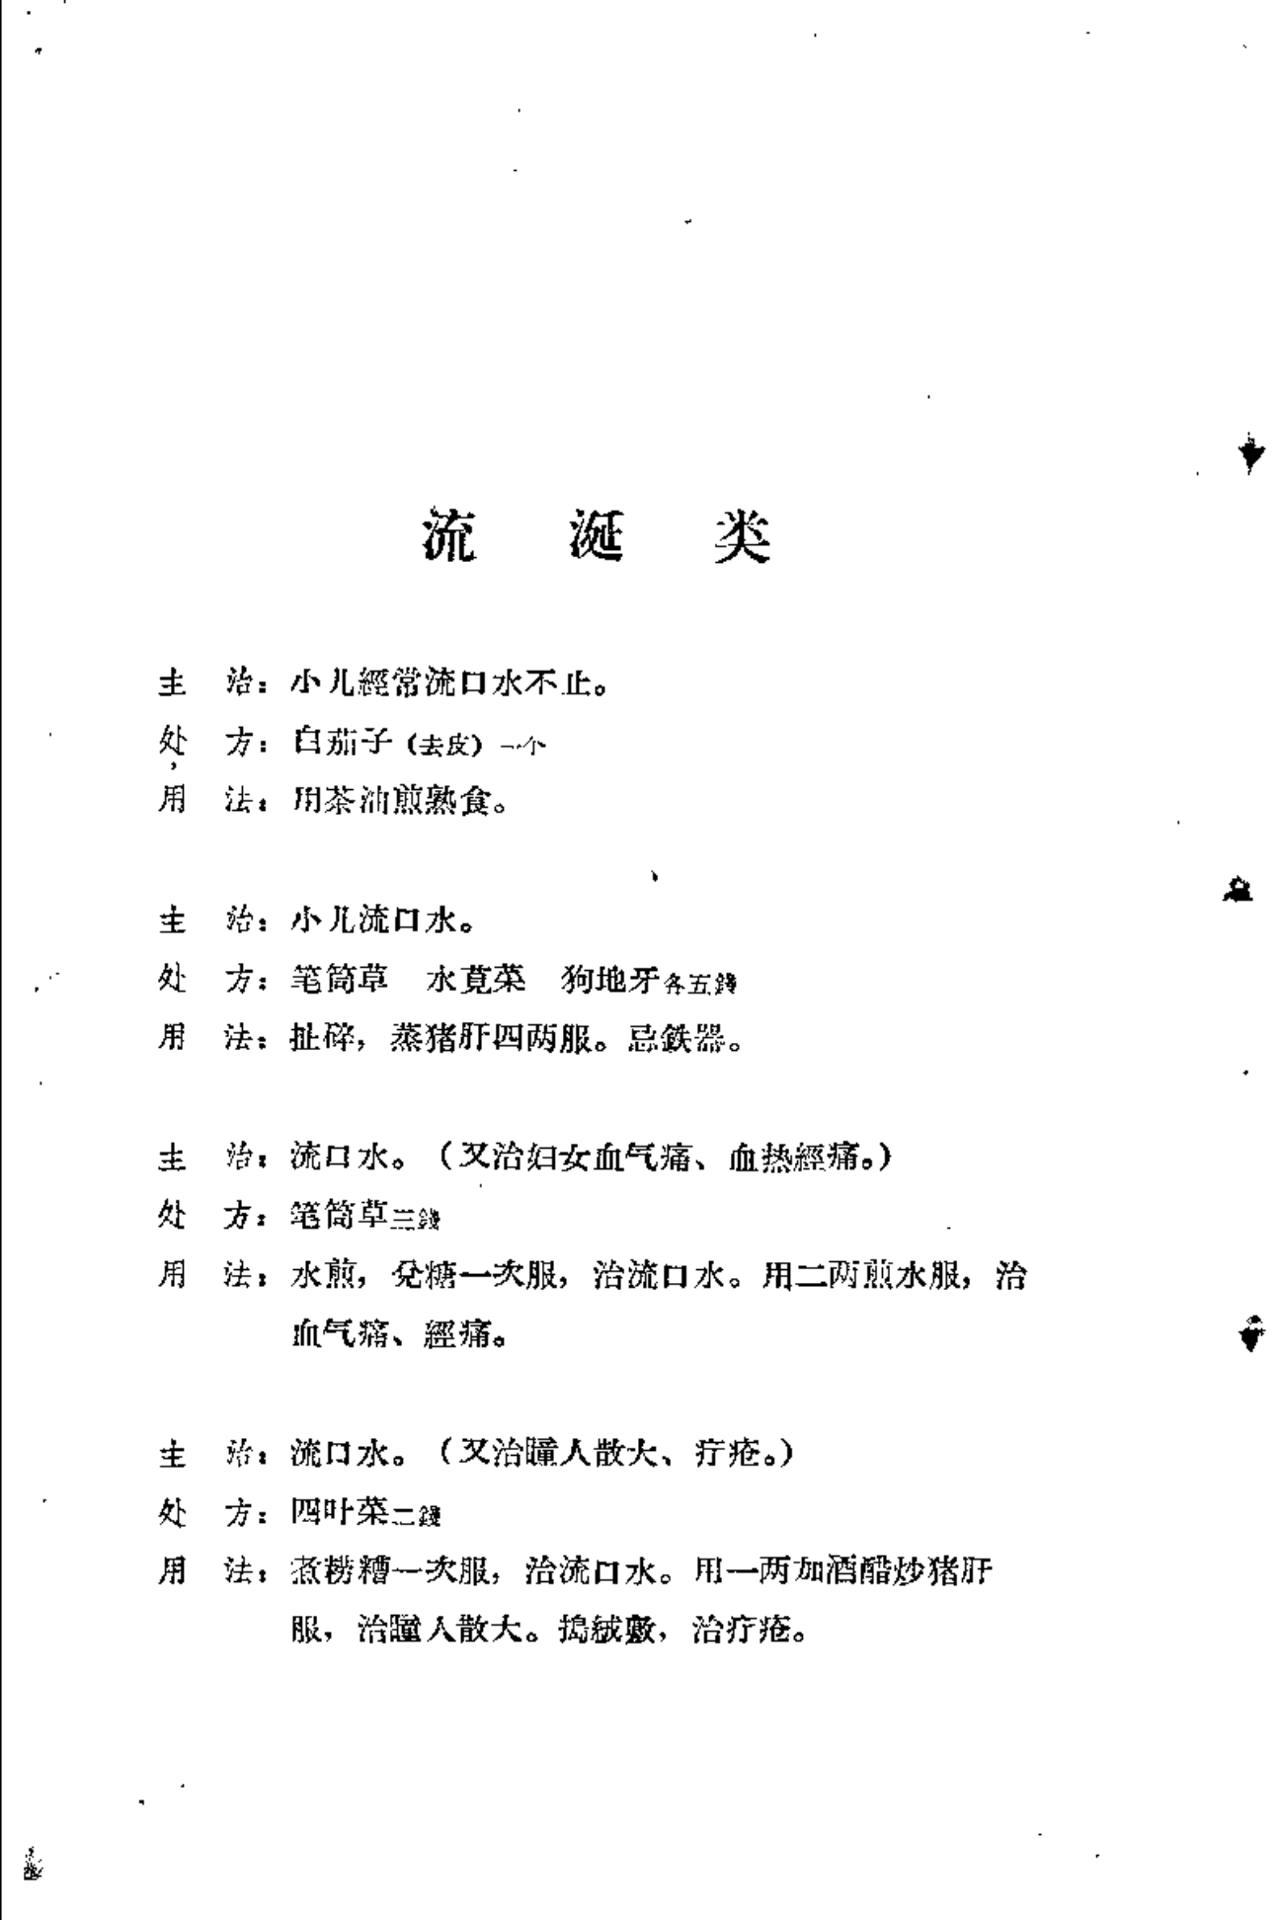 流涎类
主治：小儿經常流口水不止。
处方：白茄子（去皮）一个
用法：用茶油煎熟食。
主治：小儿流口水。
处方：笔筒草　水莧菜　狗地牙各五錢
用法：扯碎，蒸猪肝四两服。忌鉄器。
主治：流口水。（又治妇女血气痛、血热經痛。）
处方：笔筒草三錢
用法：水煎，兌糖一次服，治流口水。用二两煎水服，治
血气痛、經痛。
主治：流口水。（又治瞳人散大、疔疮。）
处方：四叶菜二錢
用法：煮耢糟一次服，治流口水。用一两加酒醋炒猪肝
服，治瞳人散大。搗絨敷，治疔疮。